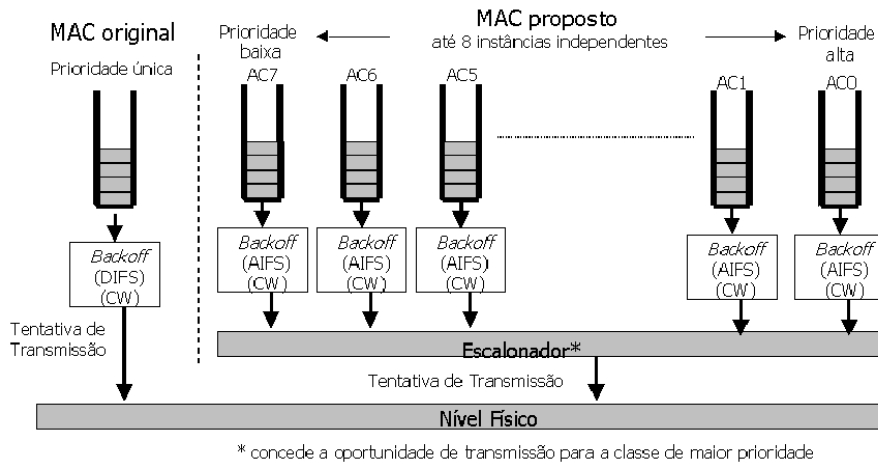 MAC original
Prioridade única
MAC proposto
até 8 instâncias independentes
Prioridade
baixa
Prioridade
alta
AC7
AC6
AC5
AC1
AC0
Backoff
(DIFS)
(CW)
Backoff
(AIFS)
(CW)
Backoff
(AIFS)
(CW)
Backoff
(AIFS)
(CW)
Backoff
(AIFS)
(CW)
Backoff
(AIFS)
(CW)
Tentativa de
Transmissão
Escalonador*
Tentativa de Transmissão
Nível Físico
* concede a oportunidade de transmissão para a classe de maior prioridade